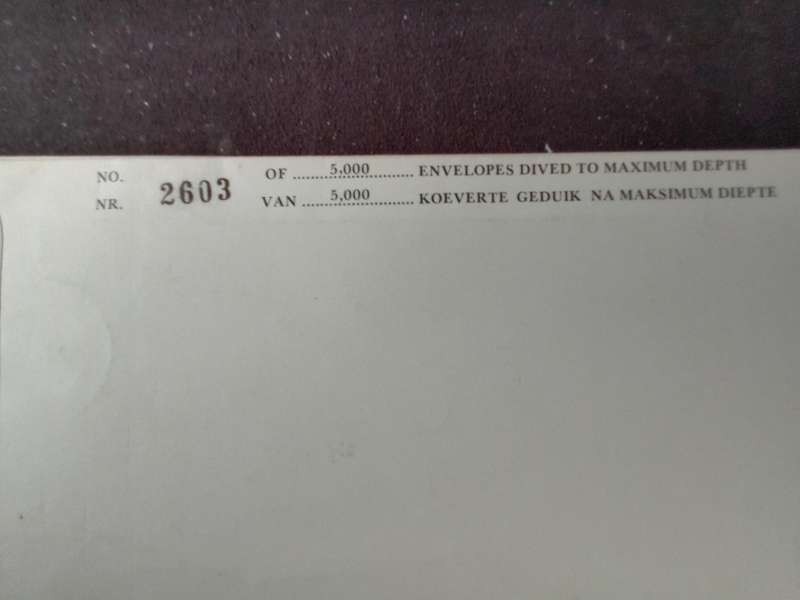 NO. 2603 OF 5,000 ENVELOPES DIVED TO MAXIMUM DEPTH
NR. VAN 5,000 KOEVERTE GEDUIK NA MAKSIMUM DIEPTE